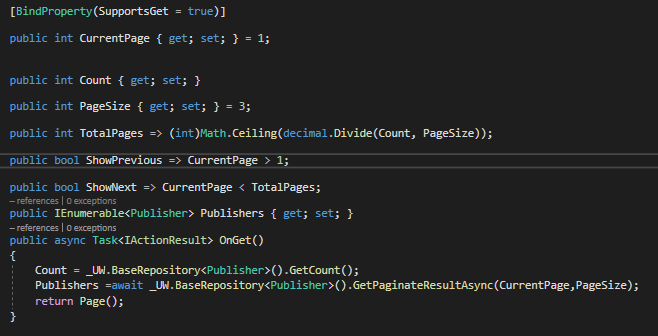 [BindProperty(SupportsGet = true)]
public int CurrentPage { get; set; } = 1;
public int Count { get; set; }
public int PageSize { get; set; } = 3;
public int TotalPages => (int)Math.Ceiling(decimal.Divide(Count, PageSize));
public bool ShowPrevious => CurrentPage > 1;
public bool ShowNext => CurrentPage < TotalPages;
– references | 0 exceptions
public IEnumerable<Publisher> Publishers { get; set; }
– references | 0 exceptions
public async Task<IActionResult> OnGet()
{
Count = _UW.BaseRepository<Publisher>().GetCount();
Publishers =await _UW.BaseRepository<Publisher>().GetPaginateResultAsync(CurrentPage,PageSize);
return Page();
}